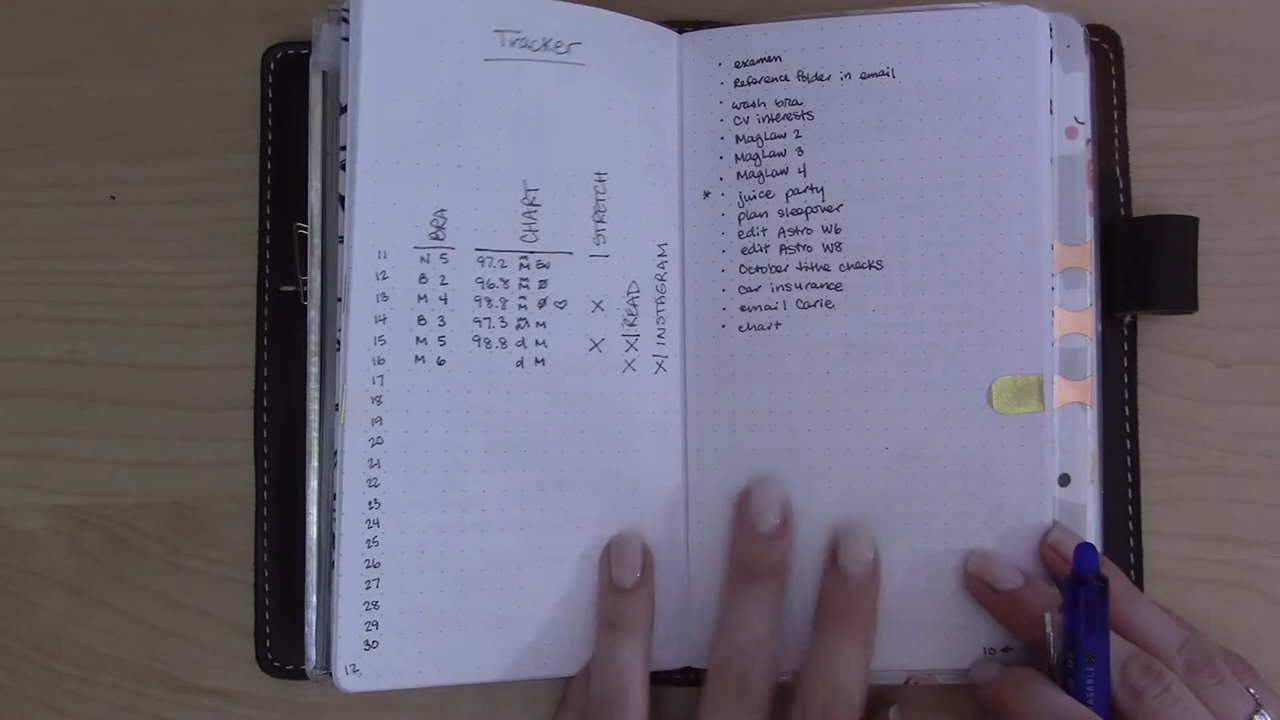 Tracker
BRA
CHART
STRETCH
READ
INSTAGRAM
11 N 5 97.2 M
12 B 2 96.8 M Ø
13 M 4 98.8 M Ø ♡ X
14 B 3 97.3 M M
15 M 5 98.8 d M X
16 M 6 d M X X
17
18
19
20
21
22
23
24
25
26
27
28
29
30
12
• examen
• Reference folder in email
• wash bra
• CV interests
• MagLaw 2
• MagLaw 3
• MagLaw 4
* • juice party
• plan sleepover
• edit Astro W6
• edit Astro W8
• October tithe checks
• car insurance
• email Carie
• chart
10